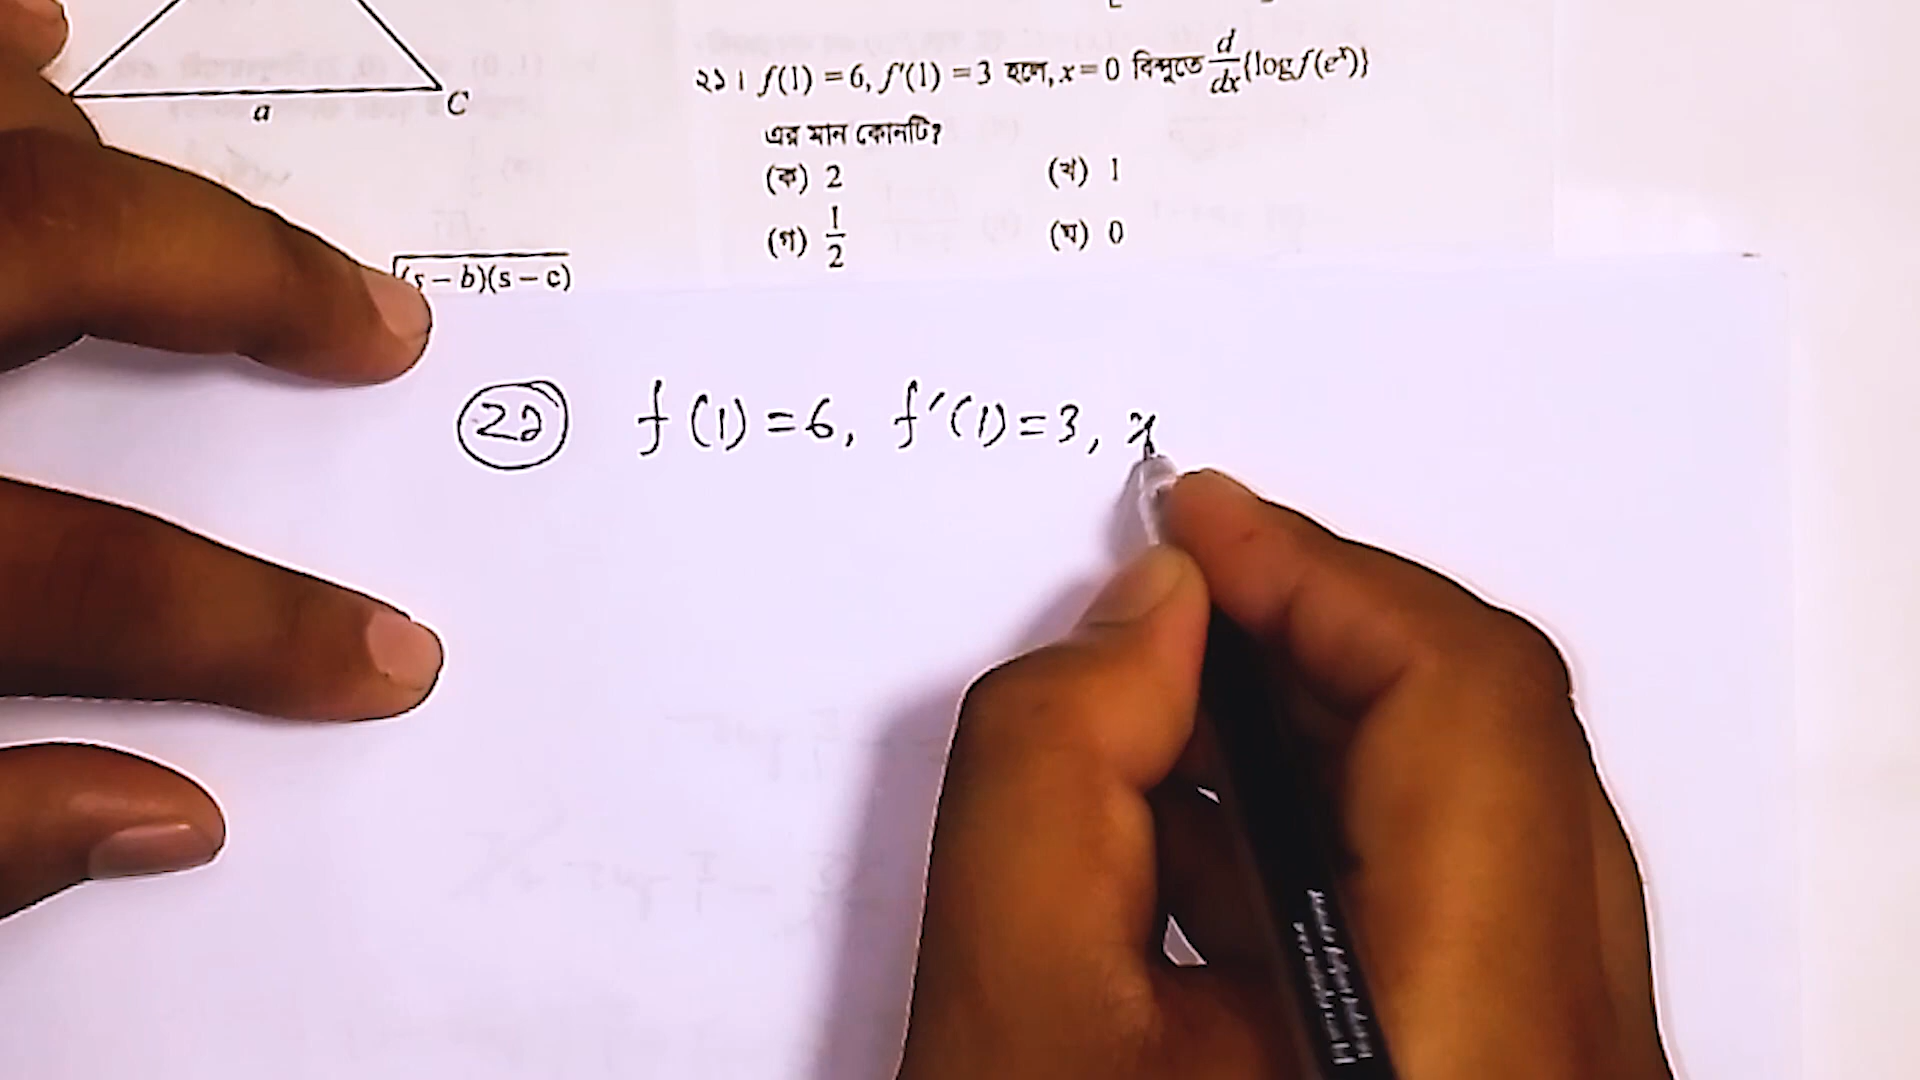 a
C
√(s – b)(s – c)
২১। f(1) = 6, f′(1) = 3 হলে, x = 0 বিন্দুতে d/dx{log f(eˣ)}
এর মান কোনটি?
(ক) 2 (খ) 1
(গ) 1/2 (ঘ) 0
২১ f(1) = 6, f′(1) = 3, x